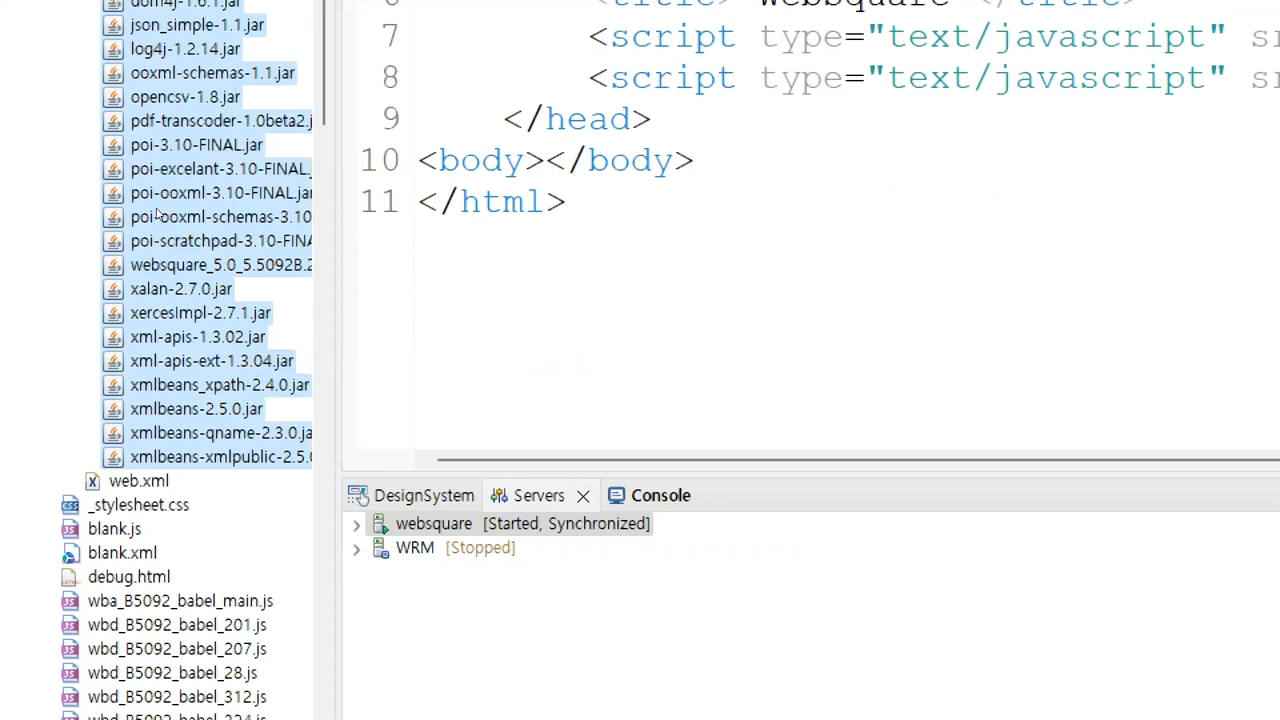 dom4j-1.6.1.jar
json_simple-1.1.jar
log4j-1.2.14.jar
ooxml-schemas-1.1.jar
opencsv-1.8.jar
pdf-transcoder-1.0beta2.j
poi-3.10-FINAL.jar
poi-excelant-3.10-FINAL.j
poi-ooxml-3.10-FINAL.jar
poi-ooxml-schemas-3.10
poi-scratchpad-3.10-FINA
websquare_5.0_5.5092B.2
xalan-2.7.0.jar
xercesImpl-2.7.1.jar
xml-apis-1.3.02.jar
xml-apis-ext-1.3.04.jar
xmlbeans_xpath-2.4.0.jar
xmlbeans-2.5.0.jar
xmlbeans-qname-2.3.0.ja
xmlbeans-xmlpublic-2.5.0
web.xml
_stylesheet.css
blank.js
blank.xml
debug.html
wba_B5092_babel_main.js
wbd_B5092_babel_201.js
wbd_B5092_babel_207.js
wbd_B5092_babel_28.js
wbd_B5092_babel_312.js
7 <script type="text/javascript" sr
8 <script type="text/javascript" sr
9 </head>
10 <body></body>
11 </html>
DesignSystem Servers Console
websquare [Started, Synchronized]
WRM [Stopped]